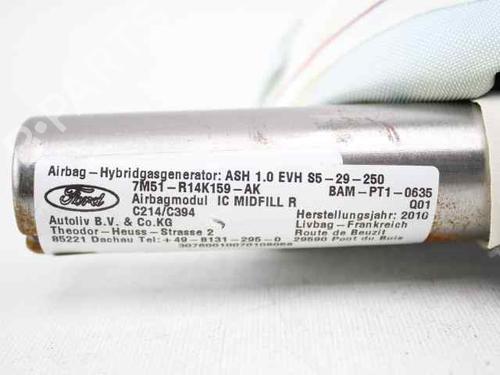 Airbag-Hybridgasgenerator: ASH 1.0 EVH S5-29-250
Ford
7M51-R14K159-AK BAM-PT1-0635
Airbagmodul IC MIDFILL R Q01
C214/C394 Herstellungsjahr: 2010
Autoliv B.V. & Co.KG Livbag-Frankreich
Theodor-Heuss-Strasse 2 Route de Beuzit
85221 Dachau Tel: +49-8131-295-0 29590 Pont du Buis